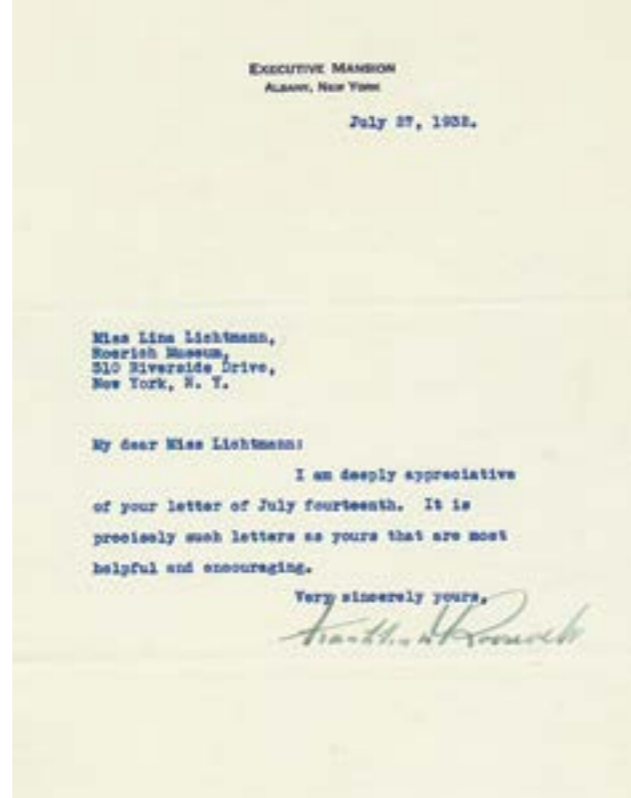 EXECUTIVE MANSION
ALBANY, NEW YORK
July 27, 1932.
Miss Lina Lichtmann,
Roerich Museum,
310 Riverside Drive,
New York, N. Y.
My dear Miss Lichtmann:
I am deeply appreciative
of your letter of July fourteenth. It is
precisely such letters as yours that are most
helpful and encouraging.
Very sincerely yours,
Franklin D Roosevelt